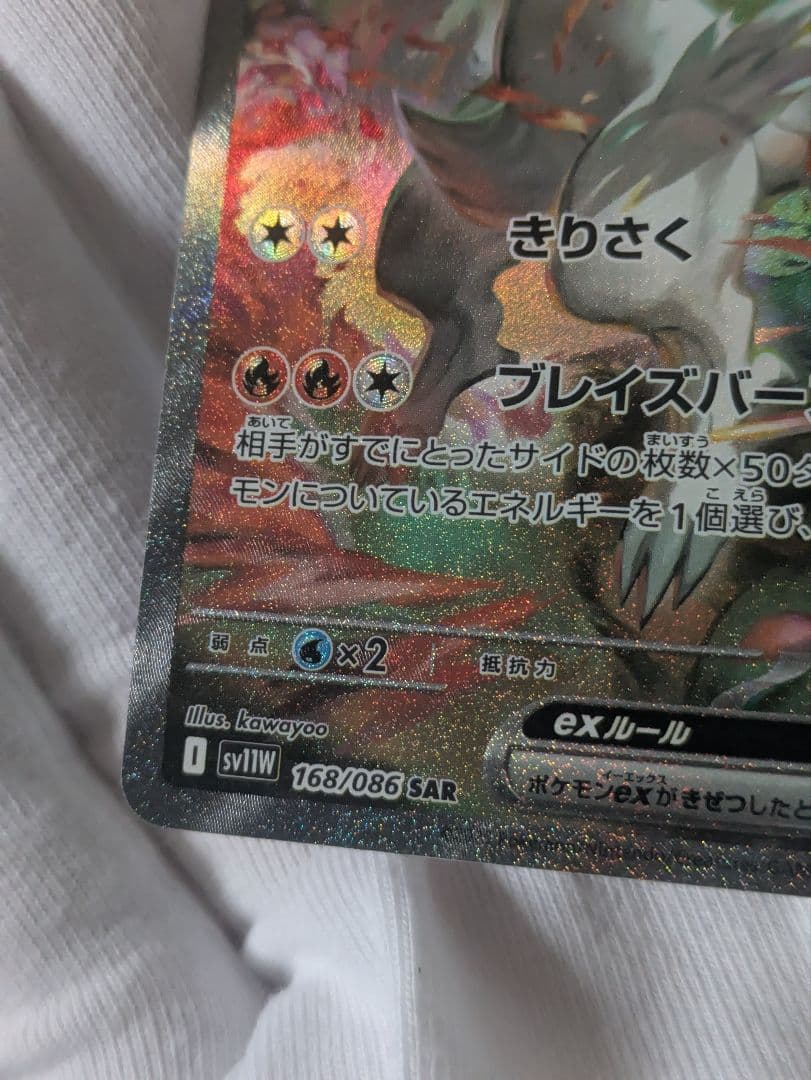 きりさく
ブレイズバー
あいて まいすう
相手がすでにとったサイドの枚数×50
こ えら
モンについているエネルギーを1個選び、
弱点 ×2 抵抗力
Illus. kawayoo
exルール
I SV11W 168/086 SAR
イーエックス
ポケモンexがきぜつしたと